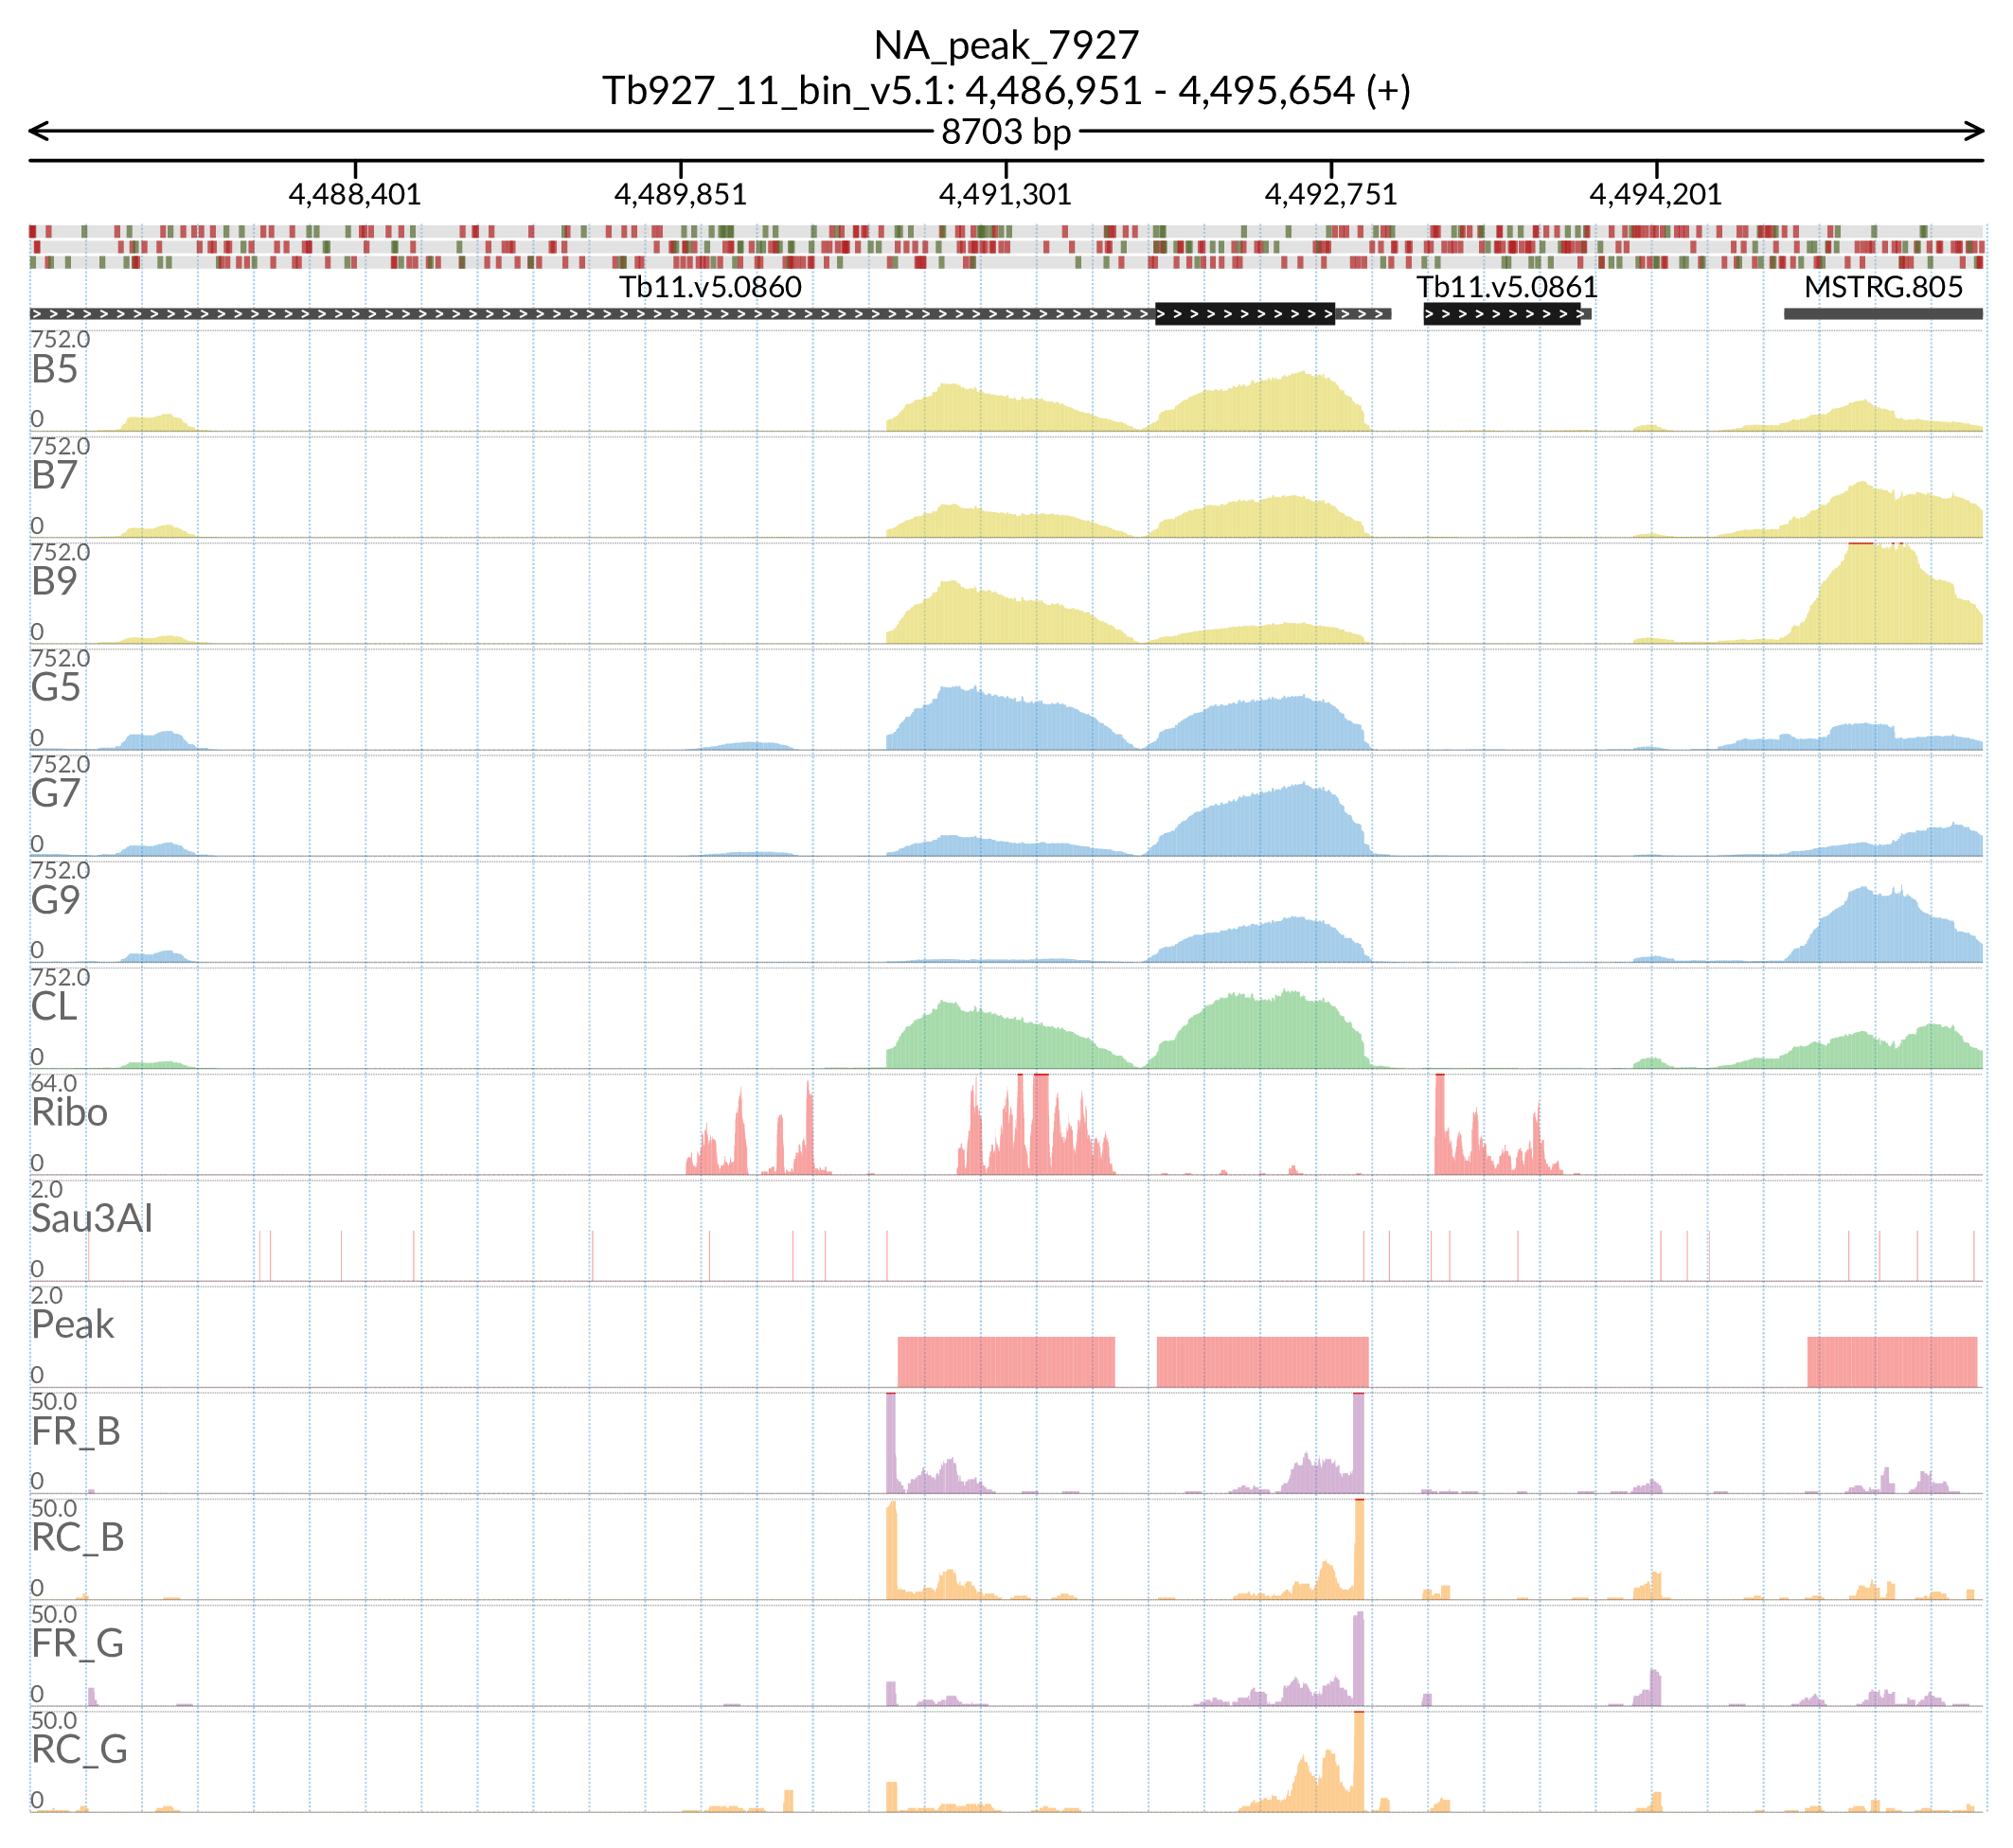 NA_peak_7927
Tb927_11_bin_v5.1: 4,486,951 - 4,495,654 (+)
8703 bp
4,488,401 4,489,851 4,491,301 4,492,751 4,494,201
Tb11.v5.0860 Tb11.v5.0861 MSTRG.805
752.0
B5
0
752.0
B7
0
752.0
B9
0
752.0
G5
0
752.0
G7
0
752.0
G9
0
752.0
CL
0
64.0
Ribo
0
2.0
Sau3AI
0
2.0
Peak
0
50.0
FR_B
0
50.0
RC_B
0
50.0
FR_G
0
50.0
RC_G
0